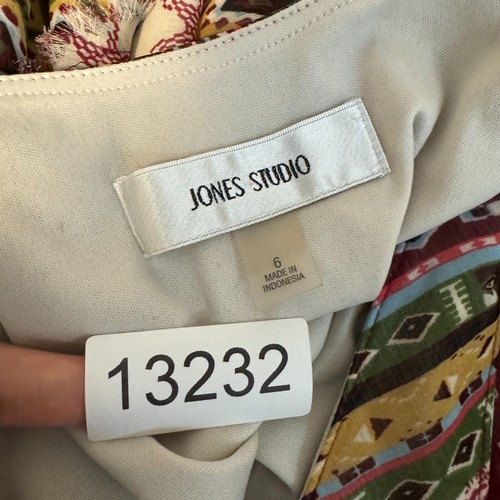 JONES STUDIO
6
MADE IN
INDONESIA
13232